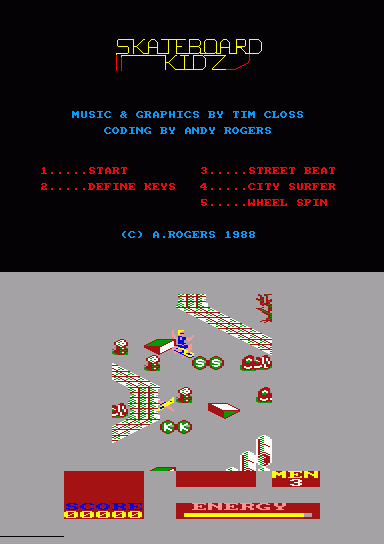 SKATEBOARD
KIDZ
MUSIC & GRAPHICS BY TIM CLOSS
CODING BY ANDY ROGERS
1.....START 3.....STREET BEAT
2.....DEFINE KEYS 4.....CITY SURFER
5.....WHEEL SPIN
(C) A.ROGERS 1988
S S
K K
MEN
3
SCORE ENERGY
00000